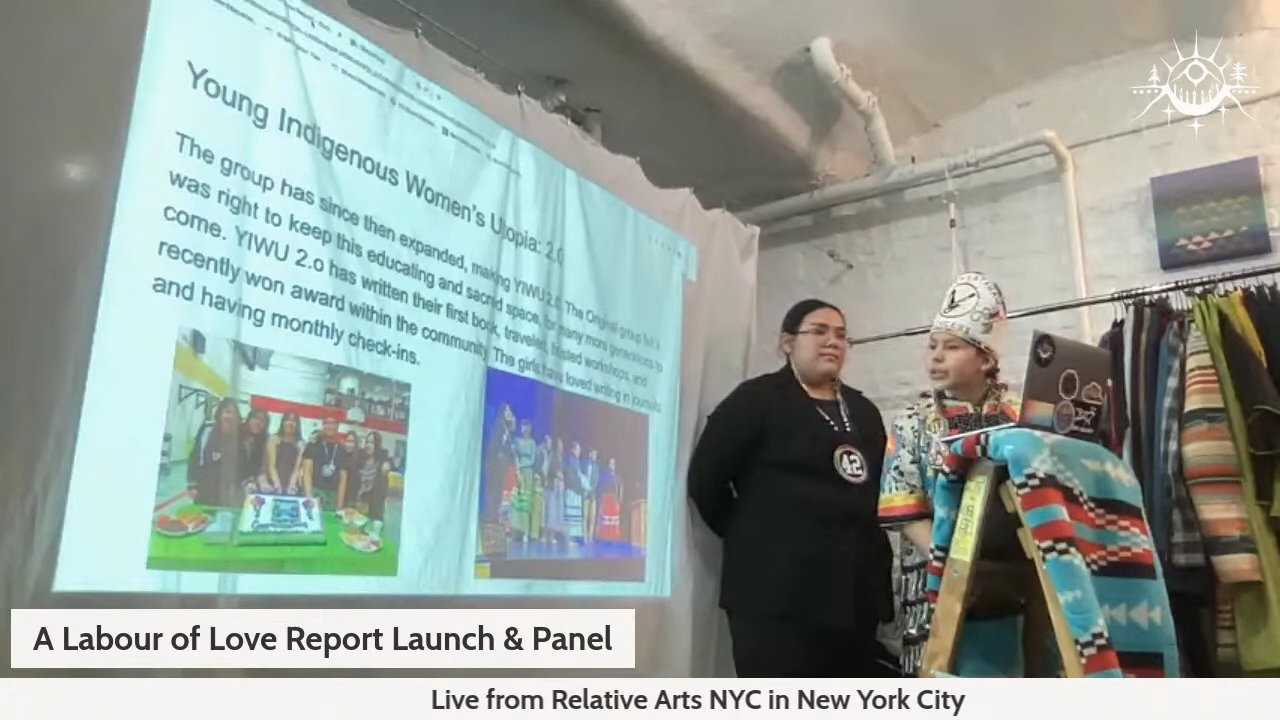 Young Indigenous Women's Utopia: 2.0
The group has since then expanded, making YIWU 2.0. The Original group felt it
was right to keep this educating and sacred space, for many more generations to
come. YIWU 2.0 has written their first book, traveled, hosted workshops, and
recently won award within the community. The girls have loved writing in journals
and having monthly check-ins.
42
A Labour of Love Report Launch & Panel
Live from Relative Arts NYC in New York City